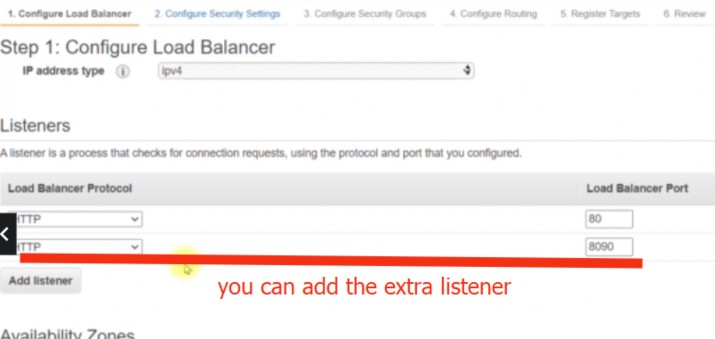 1. Configure Load Balancer 2. Configure Security Settings 3. Configure Security Groups 4. Configure Routing 5. Register Targets 6. Review
Step 1: Configure Load Balancer
IP address type i ipv4
Listeners
A listener is a process that checks for connection requests, using the protocol and port that you configured.
Load Balancer Protocol Load Balancer Port
HTTP 80
HTTP 8090
Add listener
you can add the extra listener
Availability Zones